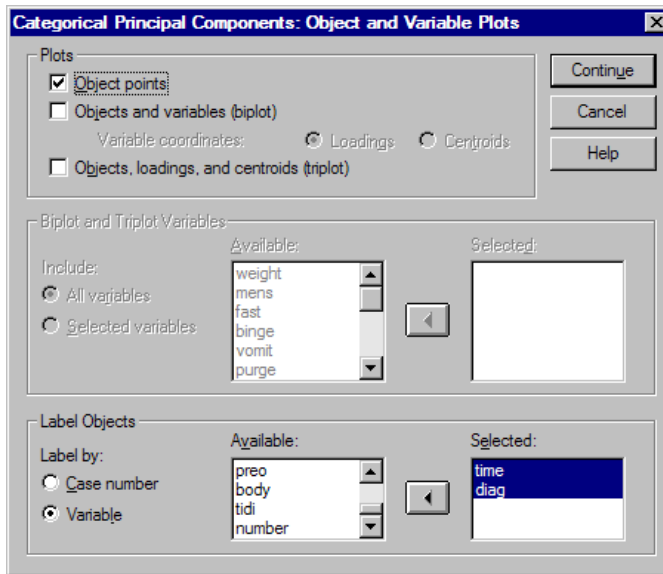 Categorical Principal Components: Object and Variable Plots
Plots
Object points
Objects and variables (biplot)
Variable coordinates: Loadings Centroids
Objects, loadings, and centroids (triplot)
Continue
Cancel
Help
Biplot and Triplot Variables
Include:
All variables
Selected variables
Available:
weight
mens
fast
binge
vomit
purge
Selected:
Label Objects
Label by:
Case number
Variable
Available:
preo
body
tidi
number
Selected:
time
diag